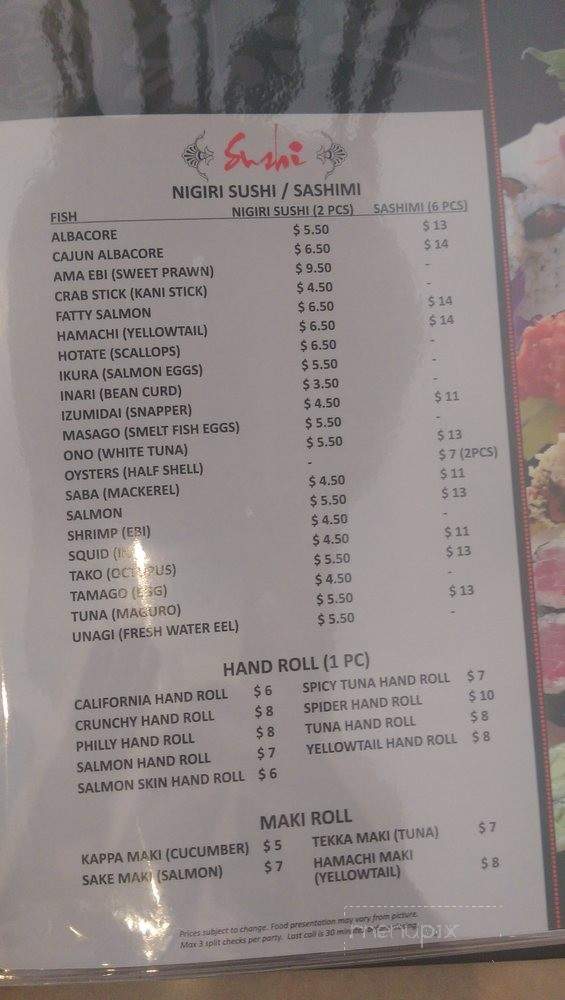 Sushi
NIGIRI SUSHI / SASHIMI
FISH NIGIRI SUSHI (2 PCS) SASHIMI (6 PCS)
ALBACORE $ 5.50 $ 13
CAJUN ALBACORE $ 6.50 $ 14
AMA EBI (SWEET PRAWN) $ 9.50 -
CRAB STICK (KANI STICK) $ 4.50 -
FATTY SALMON $ 6.50 $ 14
HAMACHI (YELLOWTAIL) $ 6.50 $ 14
HOTATE (SCALLOPS) $ 6.50 -
IKURA (SALMON EGGS) $ 5.50 -
INARI (BEAN CURD) $ 3.50 -
IZUMIDAI (SNAPPER) $ 4.50 $ 11
MASAGO (SMELT FISH EGGS) $ 5.50 -
ONO (WHITE TUNA) $ 5.50 $ 13
OYSTERS (HALF SHELL) - $ 7 (2PCS)
SABA (MACKEREL) $ 4.50 $ 11
SALMON $ 5.50 $ 13
SHRIMP (EBI) $ 4.50 -
SQUID $ 4.50 $ 11
TAKO (OCTOPUS) $ 5.50 $ 13
TAMAGO (EGG) $ 4.50 -
TUNA (MAGURO) $ 5.50 $ 13
UNAGI (FRESH WATER EEL) $ 5.50 -
HAND ROLL (1 PC)
CALIFORNIA HAND ROLL $ 6 SPICY TUNA HAND ROLL $ 7
CRUNCHY HAND ROLL $ 8 SPIDER HAND ROLL $ 10
PHILLY HAND ROLL $ 8 TUNA HAND ROLL $ 8
SALMON HAND ROLL $ 7 YELLOWTAIL HAND ROLL $ 8
SALMON SKIN HAND ROLL $ 6
MAKI ROLL
KAPPA MAKI (CUCUMBER) $ 5 TEKKA MAKI (TUNA) $ 7
SAKE MAKI (SALMON) $ 7 HAMACHI MAKI $ 8
(YELLOWTAIL)
Prices subject to change. Food presentation may vary from picture.
Max 3 split checks per party. Last call is 30 min
menupix